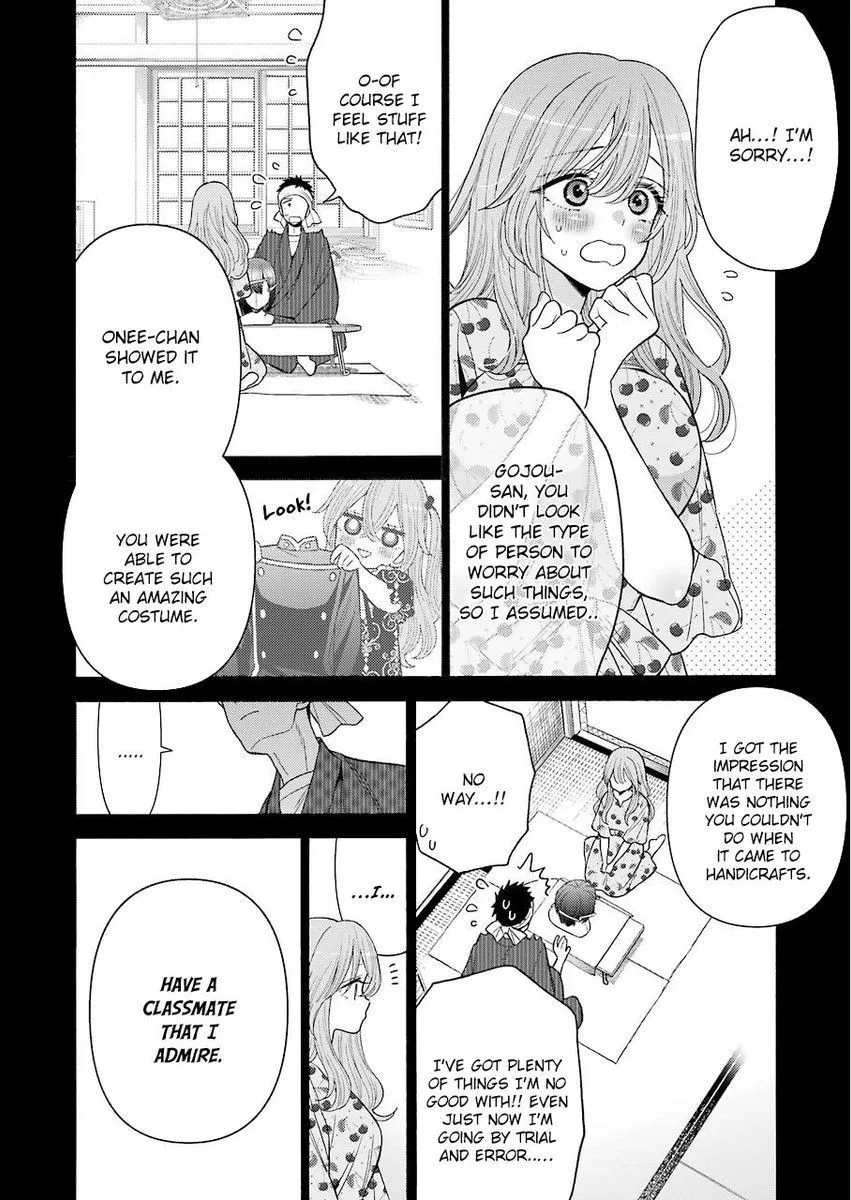 AH...! I'M
SORRY...!
O-OF
COURSE I
FEEL STUFF
LIKE THAT!
GOJOU-
SAN, YOU
DIDN'T LOOK
LIKE THE TYPE
OF PERSON TO
WORRY ABOUT
SUCH THINGS,
SO I ASSUMED..
ONEE-CHAN
SHOWED IT
TO ME.
Look!
YOU WERE
ABLE TO
CREATE SUCH
AN AMAZING
COSTUME.
I GOT THE
IMPRESSION
THAT THERE
WAS NOTHING
YOU COULDN'T
DO WHEN
IT CAME TO
HANDICRAFTS.
NO
WAY...!!
I'VE GOT PLENTY
OF THINGS I'M NO
GOOD WITH!! EVEN
JUST NOW I'M
GOING BY TRIAL
AND ERROR.....
.....
...I...
HAVE A
CLASSMATE
THAT I
ADMIRE.